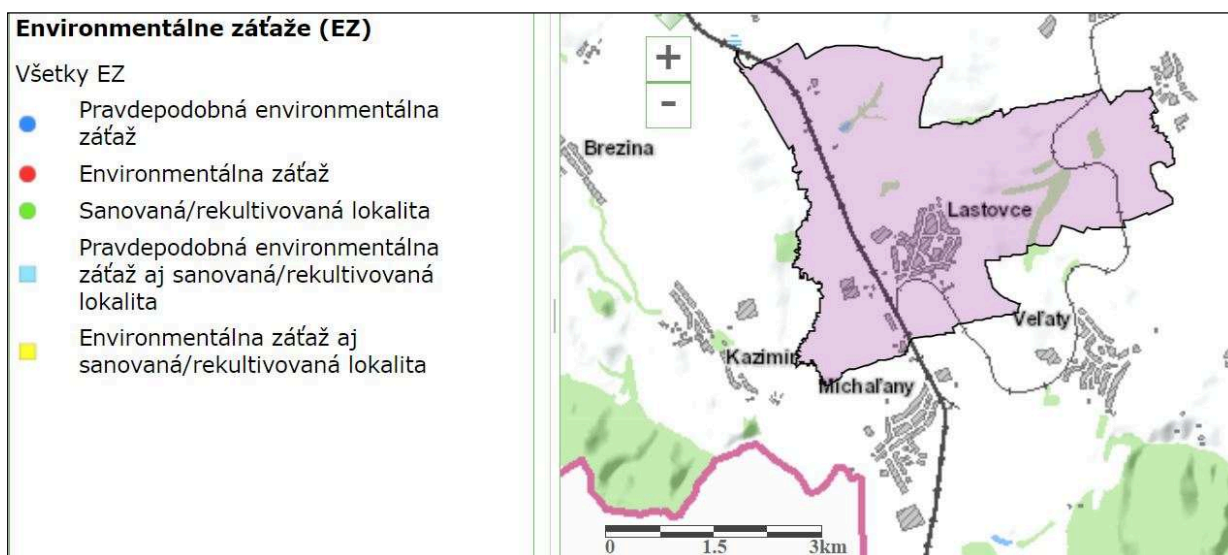 Environmentálne záťaže (EZ)
Všetky EZ
Pravdepodobná environmentálna
záťaž
Environmentálna záťaž
Sanovaná/rekultivovaná lokalita
Pravdepodobná environmentálna
záťaž aj sanovaná/rekultivovaná
lokalita
Environmentálna záťaž aj
sanovaná/rekultivovaná lokalita
+
-
Brezina
Lastovce
Veľaty
Kazimír
Michaľany
0 1.5 3km